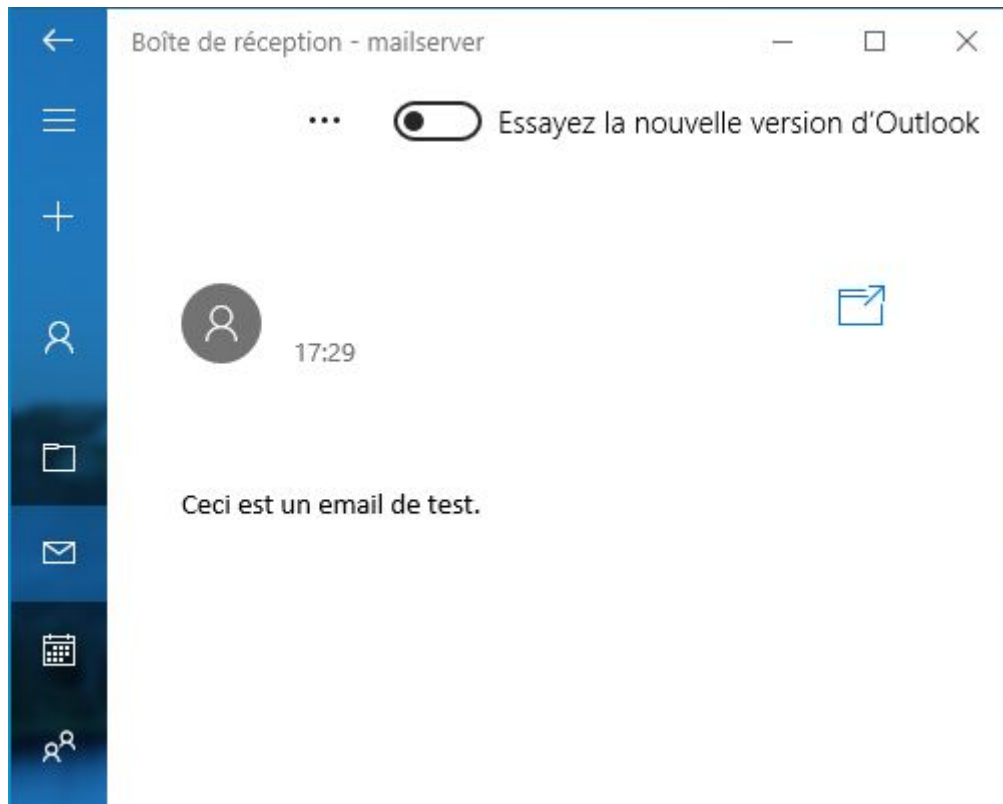 Boîte de réception - mailserver
Essayez la nouvelle version d'Outlook
17:29
Ceci est un email de test.